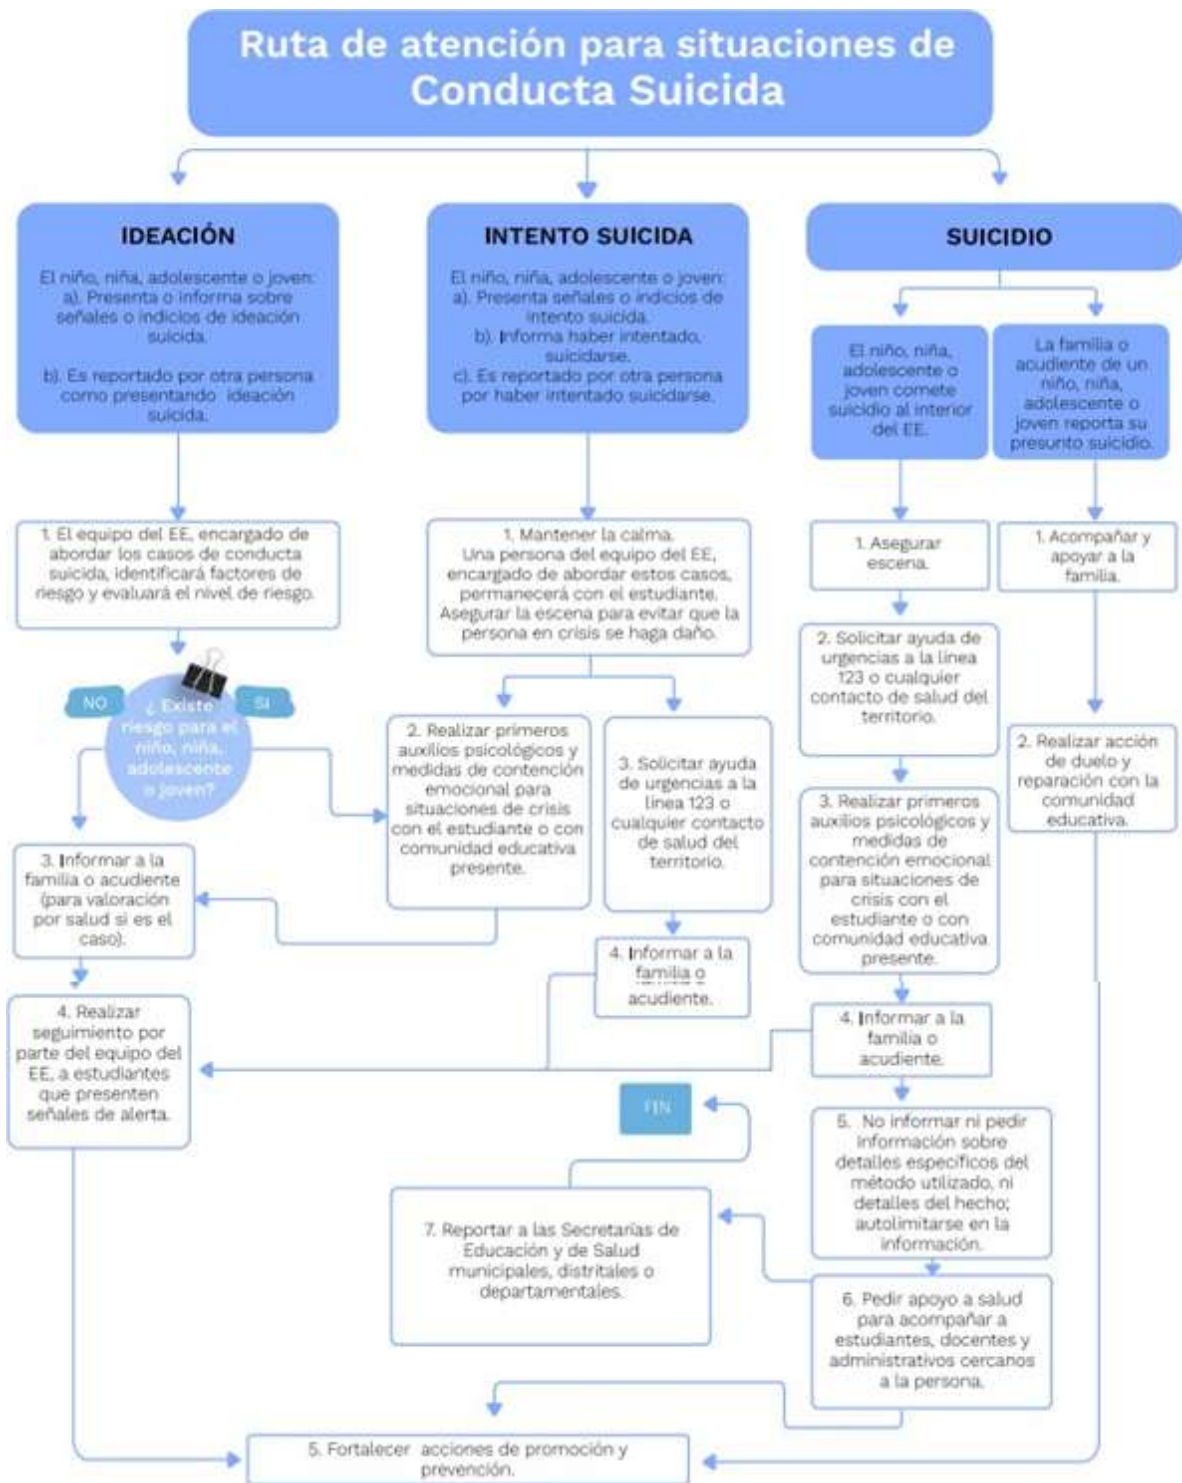 Ruta de atención para situaciones de
Conducta Suicida
IDEACIÓN
El niño, niña, adolescente o joven:
a). Presenta o informa sobre
señales o indicios de ideación
suicida.
b). Es reportado por otra persona
como presentando ideación
suicida.
INTENTO SUICIDA
El niño, niña, adolescente o joven:
a). Presenta señales o indicios de
intento suicida.
b). Informa haber intentado,
suicidarse.
c). Es reportado por otra persona
por haber intentado suicidarse.
SUICIDIO
El niño, niña,
adolescente o
joven comete
suicidio al interior
del EE.
La familia o
acudiente de un
niño, niña,
adolescente o
joven reporta su
presunto suicidio.
1. El equipo del EE, encargado de
abordar los casos de conducta
suicida, identificará factores de
riesgo y evaluará el nivel de riesgo.
NO
SI
¿ Existe
riesgo para el
niño, niña,
adolescente
o joven?
3. Informar a la
familia o acudiente
(para valoración
por salud si es el
caso).
4. Realizar
seguimiento por
parte del equipo del
EE, a estudiantes
que presenten
señales de alerta.
1. Mantener la calma.
Una persona del equipo del EE,
encargado de abordar estos casos,
permanecerá con el estudiante.
Asegurar la escena para evitar que la
persona en crisis se haga daño.
2. Realizar primeros
auxilios psicológicos y
medidas de contención
emocional para
situaciones de crisis
con el estudiante o con
comunidad educativa
presente.
3. Solicitar ayuda
de urgencias a la
línea 123 o
cualquier contacto
de salud del
territorio.
4. Informar a la
familia o
acudiente.
1. Asegurar
escena.
2. Solicitar ayuda de
urgencias a la línea
123 o cualquier
contacto de salud del
territorio.
3. Realizar primeros
auxilios psicológicos y
medidas de
contención emocional
para situaciones de
crisis con el
estudiante o con
comunidad educativa
presente.
4. Informar a la
familia o
acudiente.
5. No informar ni pedir
información sobre
detalles específicos del
método utilizado, ni
detalles del hecho;
autolimitarse en la
información.
6. Pedir apoyo a salud
para acompañar a
estudiantes, docentes y
administrativos cercanos
a la persona.
1. Acompañar y
apoyar a la
familia.
2. Realizar acción
de duelo y
reparación con la
comunidad
educativa.
FIN
7. Reportar a las Secretarías de
Educación y de Salud
municipales, distritales o
departamentales.
5. Fortalecer acciones de promoción y
prevención.